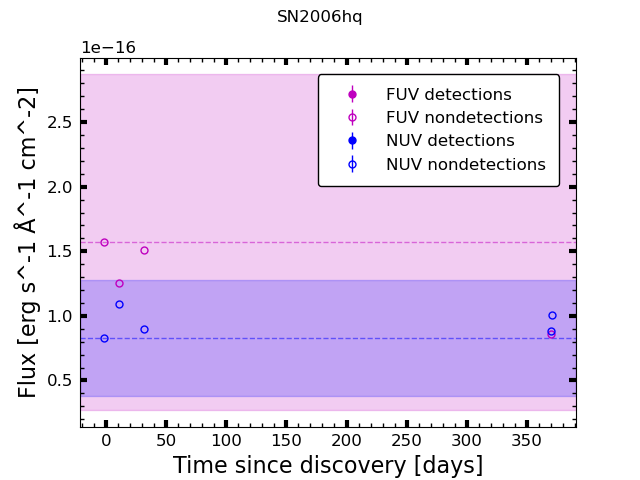 SN2006hq
1e−16
FUV detections
FUV nondetections
NUV detections
NUV nondetections
2.5
2.0
1.5
1.0
0.5
Flux [erg s^-1 Å^-1 cm^-2]
0 50 100 150 200 250 300 350
Time since discovery [days]